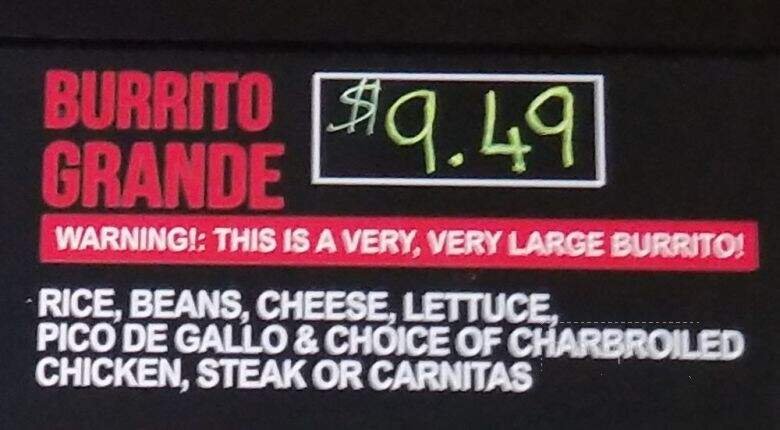 BURRITO
GRANDE
$9.49
WARNING!: THIS IS A VERY, VERY LARGE BURRITO!
RICE, BEANS, CHEESE, LETTUCE,
PICO DE GALLO & CHOICE OF CHARBROILED
CHICKEN, STEAK OR CARNITAS